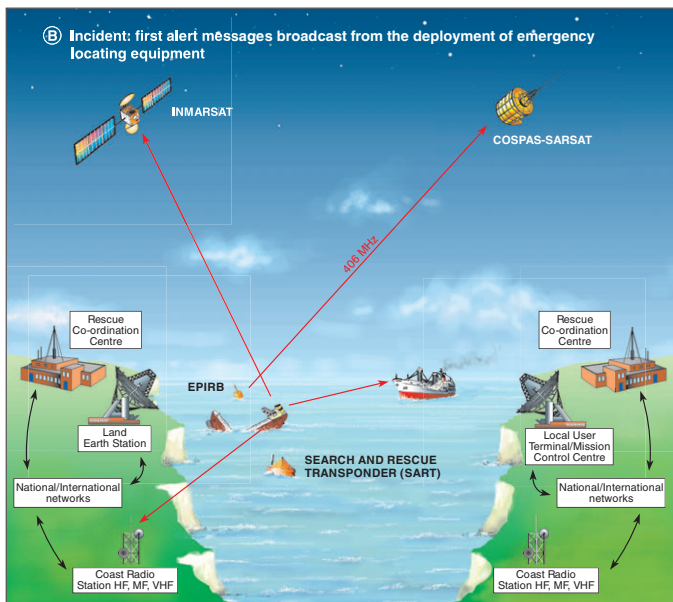 B Incident: first alert messages broadcast from the deployment of emergency
locating equipment
INMARSAT
COSPAS-SARSAT
406 MHz
Rescue
Co-ordination
Centre
Rescue
Co-ordination
Centre
EPIRB
Land
Earth Station
Local User
Terminal/Mission
Control Centre
SEARCH AND RESCUE
TRANSPONDER (SART)
National/International
networks
National/International
networks
Coast Radio
Station HF, MF, VHF
Coast Radio
Station HF, MF, VHF